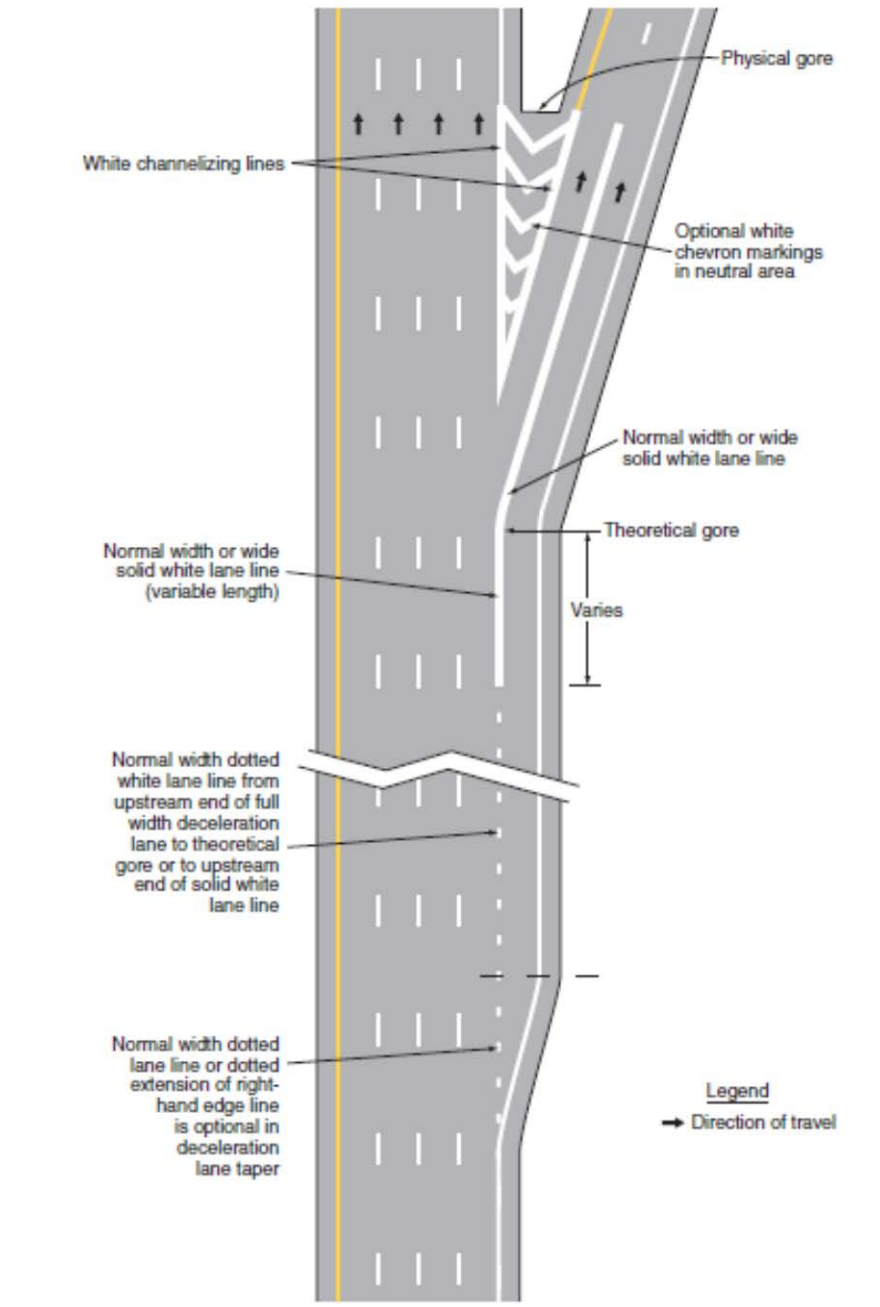 Physical gore
White channelizing lines
Optional white
chevron markings
in neutral area
Normal width or wide
solid white lane line
Theoretical gore
Normal width or wide
solid white lane line
(variable length)
Varies
Normal width dotted
white lane line from
upstream end of full
width deceleration
lane to theoretical
gore or to upstream
end of solid white
lane line
Normal width dotted
lane line or dotted
extension of right-
hand edge line
is optional in
deceleration
lane taper
Legend
Direction of travel